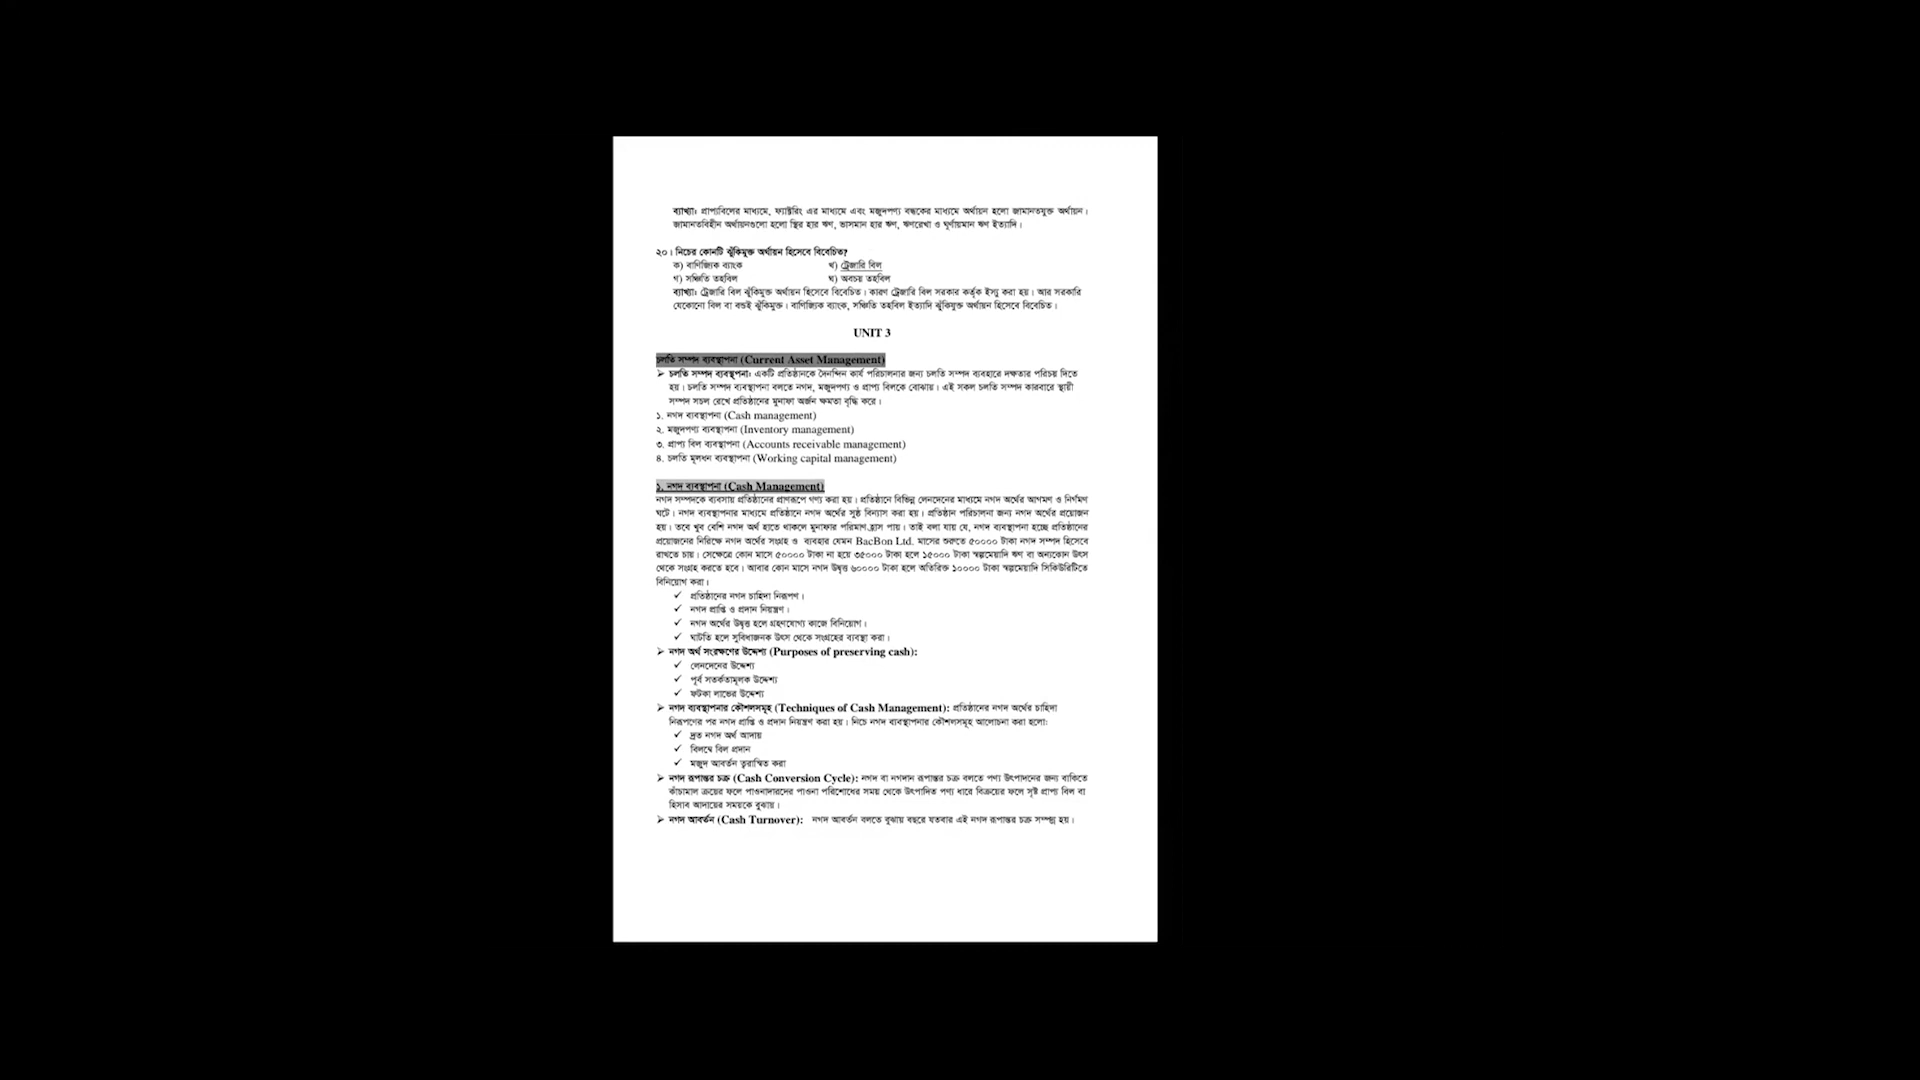 ব্যাখ্যা: প্রাপ্যবিলের মাধ্যমে, ফ্যাক্টরিং এর মাধ্যমে এবং মজুদপণ্য বন্ধকের মাধ্যমে অর্থায়ন হলো জামানতযুক্ত অর্থায়ন।
জামানতবিহীন অর্থায়নগুলো হলো স্থির হার ঋণ, ভাসমান হার ঋণ, ঋণরেখা ও ঘূর্ণায়মান ঋণ ইত্যাদি।
২০। নিচের কোনটি ঝুঁকিমুক্ত অর্থায়ন হিসেবে বিবেচিত?
ক) বাণিজ্যিক ব্যাংক খ) ট্রেজারি বিল
গ) সঞ্চিতি তহবিল ঘ) অবচয় তহবিল
ব্যাখ্যা: ট্রেজারি বিল ঝুঁকিমুক্ত অর্থায়ন হিসেবে বিবেচিত। কারণ ট্রেজারি বিল সরকার কর্তৃক ইস্যু করা হয়। আর সরকারি
যেকোনো বিল বা বন্ডই ঝুঁকিমুক্ত। বাণিজ্যিক ব্যাংক, সঞ্চিতি তহবিল ইত্যাদি ঝুঁকিযুক্ত অর্থায়ন হিসেবে বিবেচিত।
UNIT 3
চলতি সম্পদ ব্যবস্থাপনা (Current Asset Management)
➢ চলতি সম্পদ ব্যবস্থপনা: একটি প্রতিষ্ঠানকে দৈনন্দিন কার্য পরিচালনার জন্য চলতি সম্পদ ব্যবহারে দক্ষতার পরিচয় দিতে
হয়। চলতি সম্পদ ব্যবস্থাপনা বলতে নগদ, মজুদপণ্য ও প্রাপ্য বিলকে বোঝায়। এই সকল চলতি সম্পদ কারবারে স্থায়ী
সম্পদ সচল রেখে প্রতিষ্ঠানের মুনাফা অর্জন ক্ষমতা বৃদ্ধি করে।
১. নগদ ব্যবস্থাপনা (Cash management)
২. মজুদপণ্য ব্যবস্থাপনা (Inventory management)
৩. প্রাপ্য বিল ব্যবস্থাপনা (Accounts receivable management)
৪. চলতি মূলধন ব্যবস্থাপনা (Working capital management)
১. নগদ ব্যবস্থাপনা (Cash Management)
নগদ সম্পদকে ব্যবসায় প্রতিষ্ঠানের প্রাণরূপে গণ্য করা হয়। প্রতিষ্ঠানে বিভিন্ন লেনদেনের মাধ্যমে নগদ অর্থের আগমণ ও নির্গমণ
ঘটে। নগদ ব্যবস্থাপনার মাধ্যমে প্রতিষ্ঠানে নগদ অর্থের সুষ্ঠ বিন্যাস করা হয়। প্রতিষ্ঠান পরিচালনা জন্য নগদ অর্থের প্রয়োজন
হয়। তবে খুব বেশি নগদ অর্থ হাতে থাকলে মুনাফার পরিমাণ হ্রাস পায়। তাই বলা যায় যে, নগদ ব্যবস্থাপনা হচ্ছে প্রতিষ্ঠানের
প্রয়োজনের নিরিক্ষে নগদ অর্থের সংগ্রহ ও ব্যবহার যেমন BacBon Ltd. মাসের শুরুতে ৫০০০০ টাকা নগদ সম্পদ হিসেবে
রাখতে চায়। সেক্ষেত্রে কোন মাসে ৫০০০০ টাকা না হয়ে ৩৫০০০ টাকা হলে ১৫০০০ টাকা স্বল্পমেয়াদি ঋণ বা অন্যকোন উৎস
থেকে সংগ্রহ করতে হবে। আবার কোন মাসে নগদ উদ্বৃত্ত ৬০০০০ টাকা হলে অতিরিক্ত ১০০০০ টাকা স্বল্পমেয়াদি সিকিউরিটিতে
বিনিয়োগ করা।
✓ প্রতিষ্ঠানের নগদ চাহিদা নিরূপণ।
✓ নগদ প্রাপ্তি ও প্রদান নিয়ন্ত্রণ।
✓ নগদ অর্থের উদ্বৃত্ত হলে গ্রহণযোগ্য কাজে বিনিয়োগ।
✓ ঘাটতি হলে সুবিধাজনক উৎস থেকে সংগ্রহের ব্যবস্থা করা।
➢ নগদ অর্থ সংরক্ষণের উদ্দেশ্য (Purposes of preserving cash):
✓ লেনদেনের উদ্দেশ্য
✓ পূর্ব সতর্কতামূলক উদ্দেশ্য
✓ ফটকা লাভের উদ্দেশ্য
➢ নগদ ব্যবস্থাপনার কৌশলসমূহ (Techniques of Cash Management): প্রতিষ্ঠানের নগদ অর্থের চাহিদা
নিরূপণের পর নগদ প্রাপ্তি ও প্রদান নিয়ন্ত্রণ করা হয়। নিচে নগদ ব্যবস্থাপনার কৌশলসমূহ আলোচনা করা হলো:
✓ দ্রুত নগদ অর্থ আদায়
✓ বিলম্বে বিল প্রদান
✓ মজুদ আবর্তন ত্বরান্বিত করা
➢ নগদ রূপান্তর চক্র (Cash Conversion Cycle): নগদ বা নগদান রূপান্তর চক্র বলতে পণ্য উৎপাদনের জন্য বাকিতে
কাঁচামাল ক্রয়ের ফলে পাওনাদারদের পাওনা পরিশোধের সময় থেকে উৎপাদিত পণ্য ধারে বিক্রয়ের ফলে সৃষ্ট প্রাপ্য বিল বা
হিসাব আদায়ের সময়কে বুঝায়।
➢ নগদ আবর্তন (Cash Turnover): নগদ আবর্তন বলতে বুঝায় বছরে যতবার এই নগদ রূপান্তর চক্র সম্পন্ন হয়।